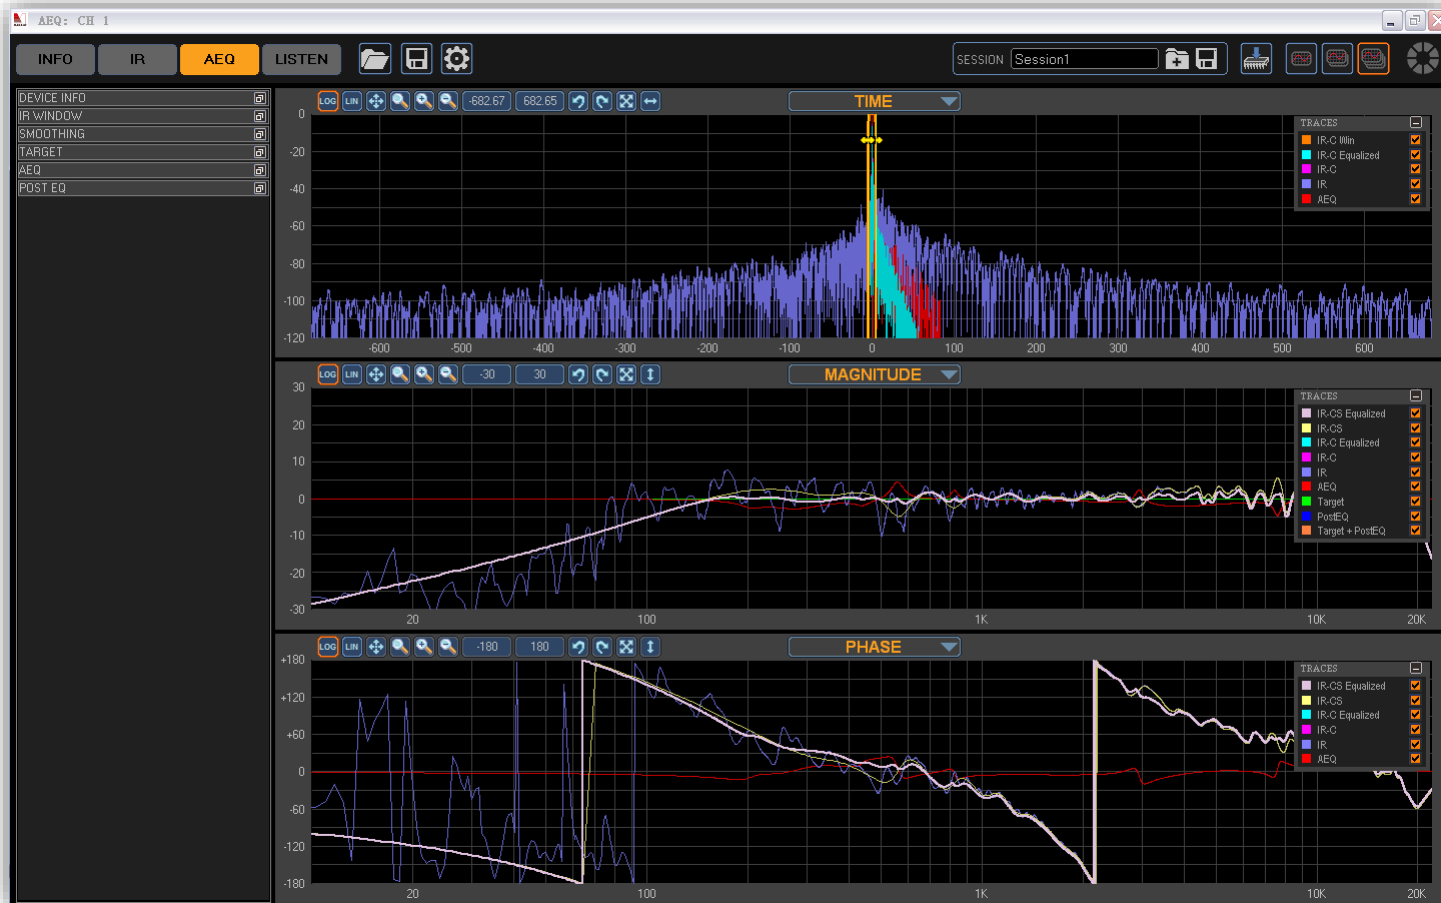 AEQ: CH 1
INFO IR AEQ LISTEN SESSION Session1
DEVICE INFO
IR WINDOW
SMOOTHING
TARGET
AEQ
POST EQ
LOG LIN -682.67 682.65 TIME
0
-20
-40
-60
-80
-100
-120
-600 -500 -400 -300 -200 -100 0 100 200 300 400 500 600
TRACES
IR-C Win
IR-C Equalized
IR-C
IR
AEQ
LOG LIN -30 30 MAGNITUDE
30
20
10
0
-10
-20
-30
20 100 1K 10K 20K
TRACES
IR-CS Equalized
IR-CS
IR-C Equalized
IR-C
IR
AEQ
Target
PostEQ
Target + PostEQ
LOG LIN -180 180 PHASE
+180
+120
+60
0
-60
-120
-180
20 100 1K 10K 20K
TRACES
IR-CS Equalized
IR-CS
IR-C Equalized
IR-C
IR
AEQ